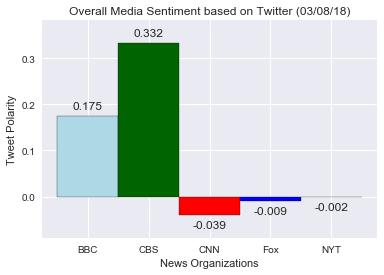 Overall Media Sentiment based on Twitter (03/08/18)
0.332
0.3
0.175
0.2
Tweet Polarity
0.1
0.0
-0.002
-0.009
-0.039
BBC CBS CNN Fox NYT
News Organizations